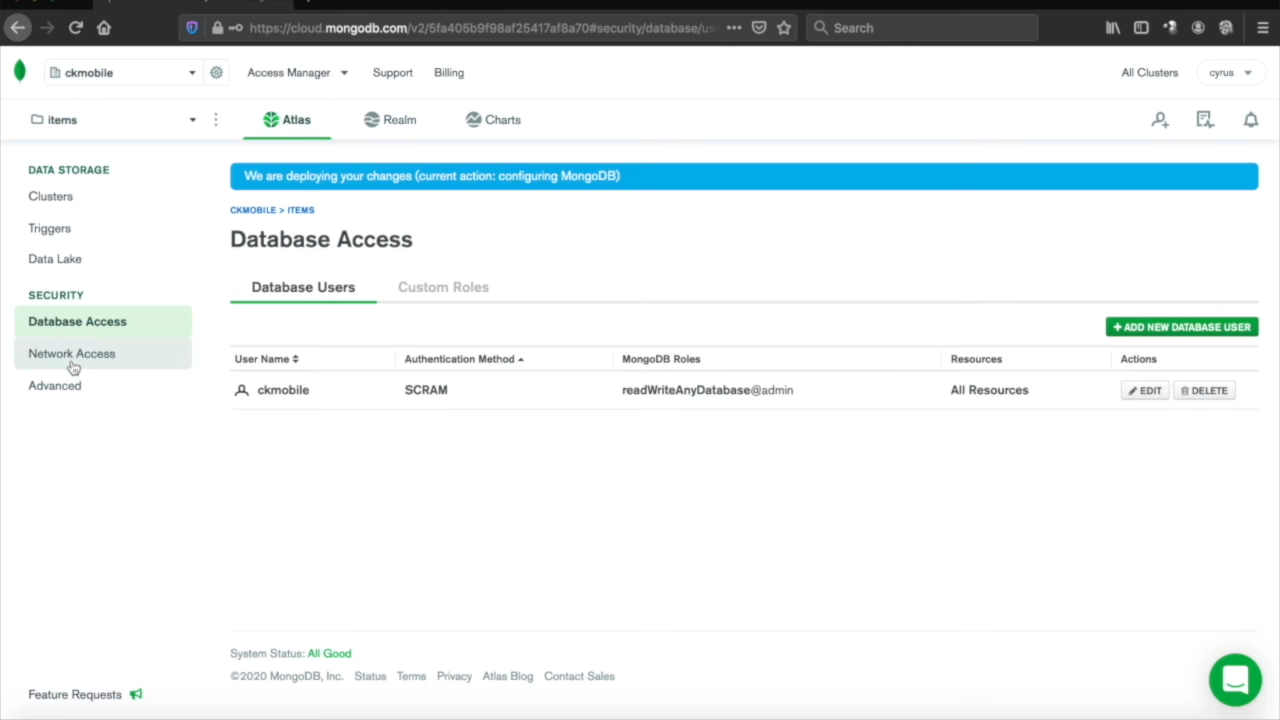 https://cloud.mongodb.com/v2/5fa405b9f98af25417af8a70#security/database/us
Search
ckmobile
Access Manager
Support
Billing
All Clusters
cyrus
items
Atlas
Realm
Charts
DATA STORAGE
Clusters
Triggers
Data Lake
SECURITY
Database Access
Network Access
Advanced
We are deploying your changes (current action: configuring MongoDB)
CKMOBILE > ITEMS
Database Access
Database Users
Custom Roles
+ ADD NEW DATABASE USER
User Name
Authentication Method
MongoDB Roles
Resources
Actions
ckmobile
SCRAM
readWriteAnyDatabase@admin
All Resources
EDIT
DELETE
System Status: All Good
©2020 MongoDB, Inc.
Status
Terms
Privacy
Atlas Blog
Contact Sales
Feature Requests